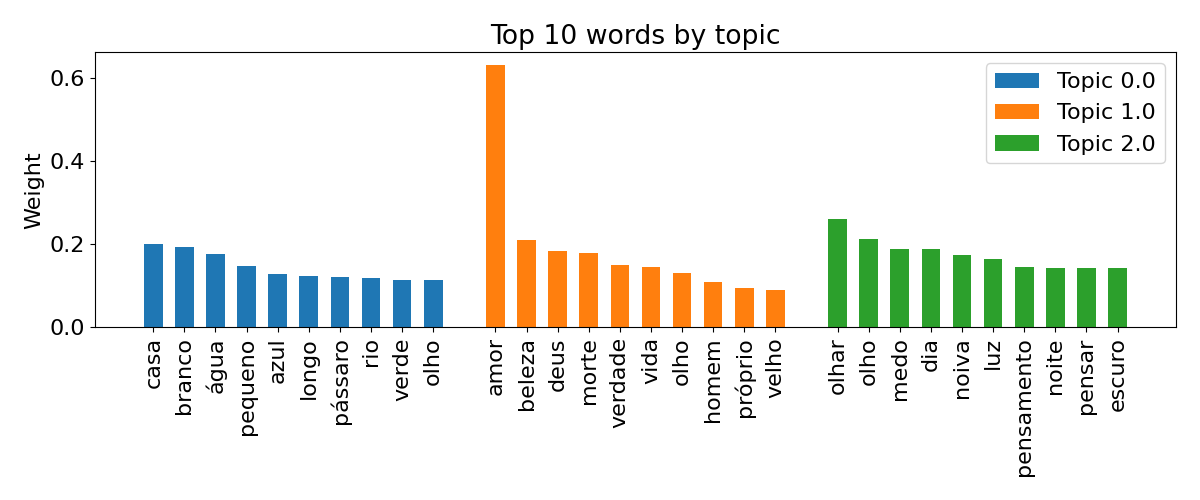 Top 10 words by topic
Weight
0.6
0.4
0.2
0.0
Topic 0.0
Topic 1.0
Topic 2.0
casa
branco
água
pequeno
azul
longo
pássaro
rio
verde
olho
amor
beleza
deus
morte
verdade
vida
olho
homem
próprio
velho
olhar
olho
medo
dia
noiva
luz
pensamento
noite
pensar
escuro